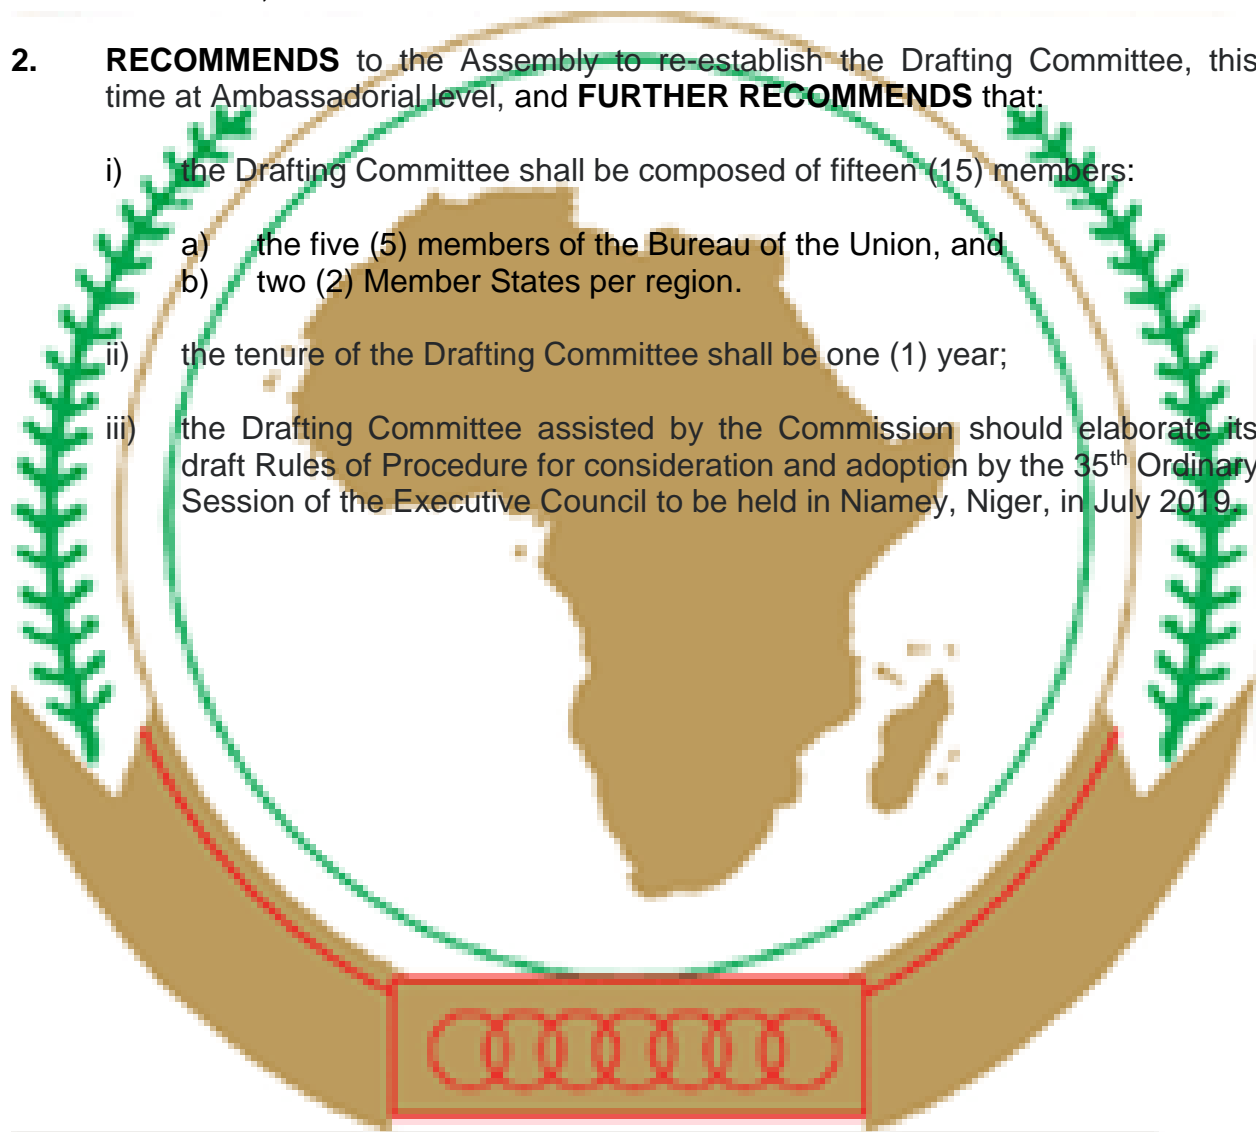 2. RECOMMENDS to the Assembly to re-establish the Drafting Committee, this
time at Ambassadorial level, and FURTHER RECOMMENDS that:
i) the Drafting Committee shall be composed of fifteen (15) members:
a) the five (5) members of the Bureau of the Union, and
b) two (2) Member States per region.
ii) the tenure of the Drafting Committee shall be one (1) year;
iii) the Drafting Committee assisted by the Commission should elaborate its
draft Rules of Procedure for consideration and adoption by the 35th Ordinary
Session of the Executive Council to be held in Niamey, Niger, in July 2019.